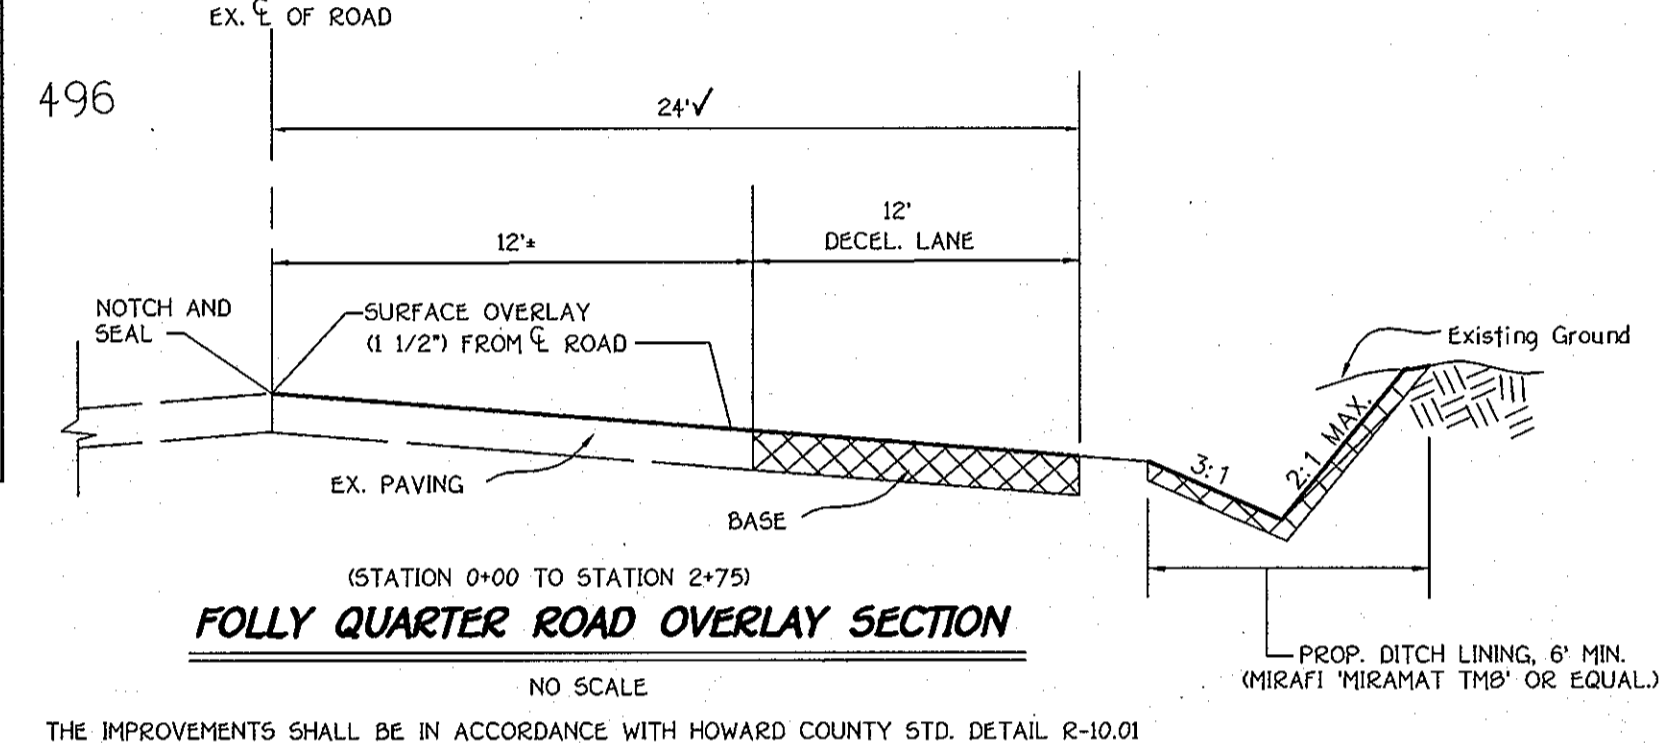 EX. ℄ OF ROAD
496
24'✓
12'
DECEL. LANE
12'±
NOTCH AND
SEAL
SURFACE OVERLAY
(1 1/2") FROM ℄ ROAD
Existing Ground
3:1
2:1 MAX.
EX. PAVING
BASE
(STATION 0+00 TO STATION 2+75)
FOLLY QUARTER ROAD OVERLAY SECTION
NO SCALE
PROP. DITCH LINING, 6' MIN.
(MIRAFI 'MIRAMAT TM8' OR EQUAL.)
THE IMPROVEMENTS SHALL BE IN ACCORDANCE WITH HOWARD COUNTY STD. DETAIL R-10.01